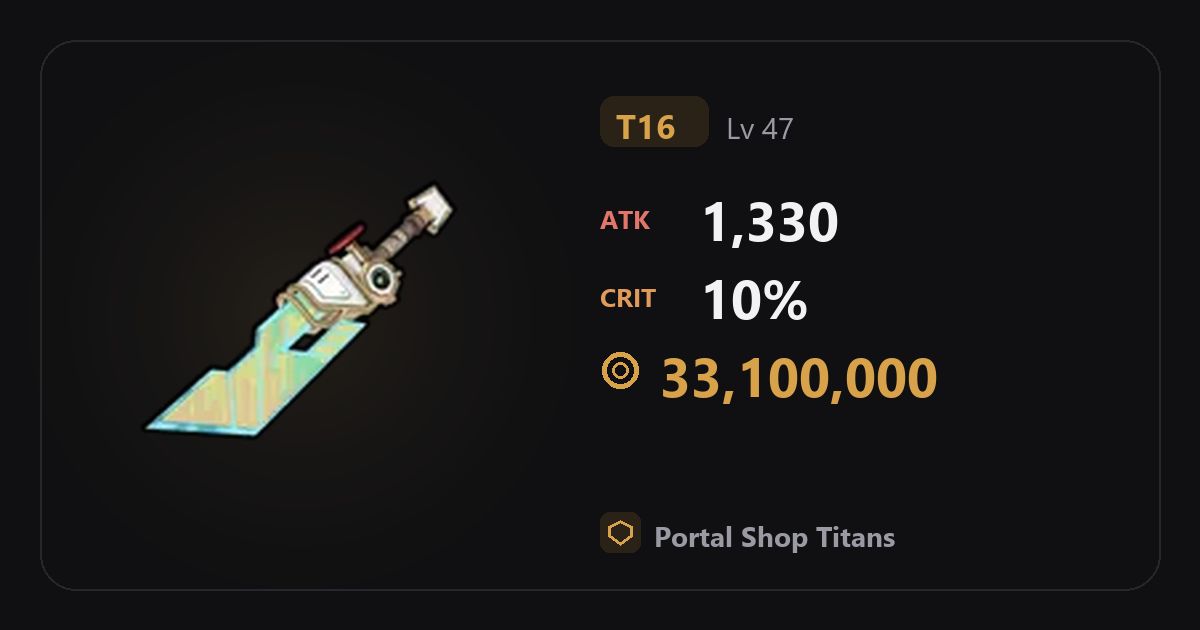 T16 Lv 47
ATK 1,330
CRIT 10%
33,100,000
Portal Shop Titans